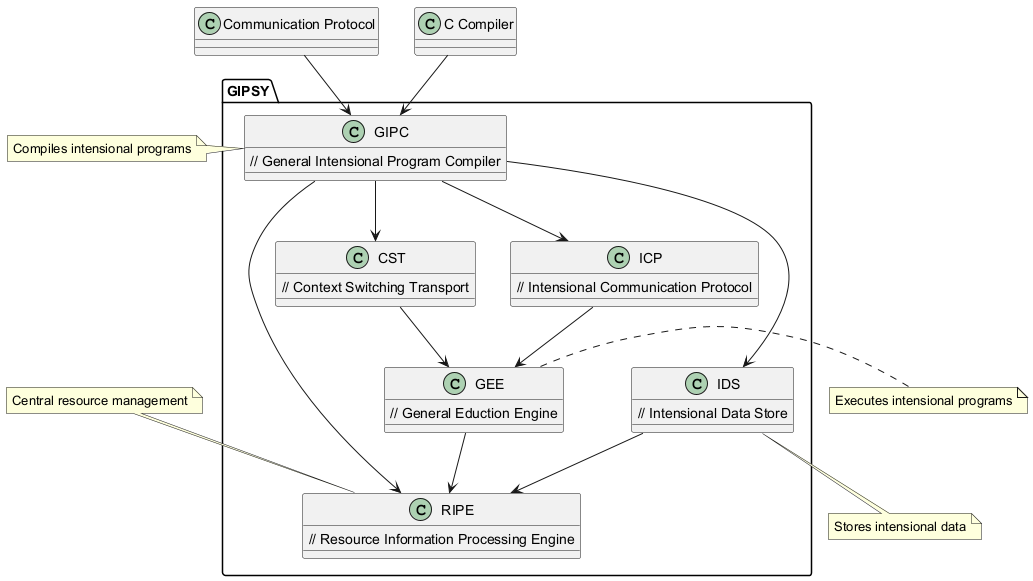 C Communication Protocol
C C Compiler
GIPSY
C GIPC
// General Intensional Program Compiler
Compiles intensional programs
C CST
// Context Switching Transport
C ICP
// Intensional Communication Protocol
C GEE
// General Eduction Engine
C IDS
// Intensional Data Store
Central resource management
Executes intensional programs
C RIPE
// Resource Information Processing Engine
Stores intensional data